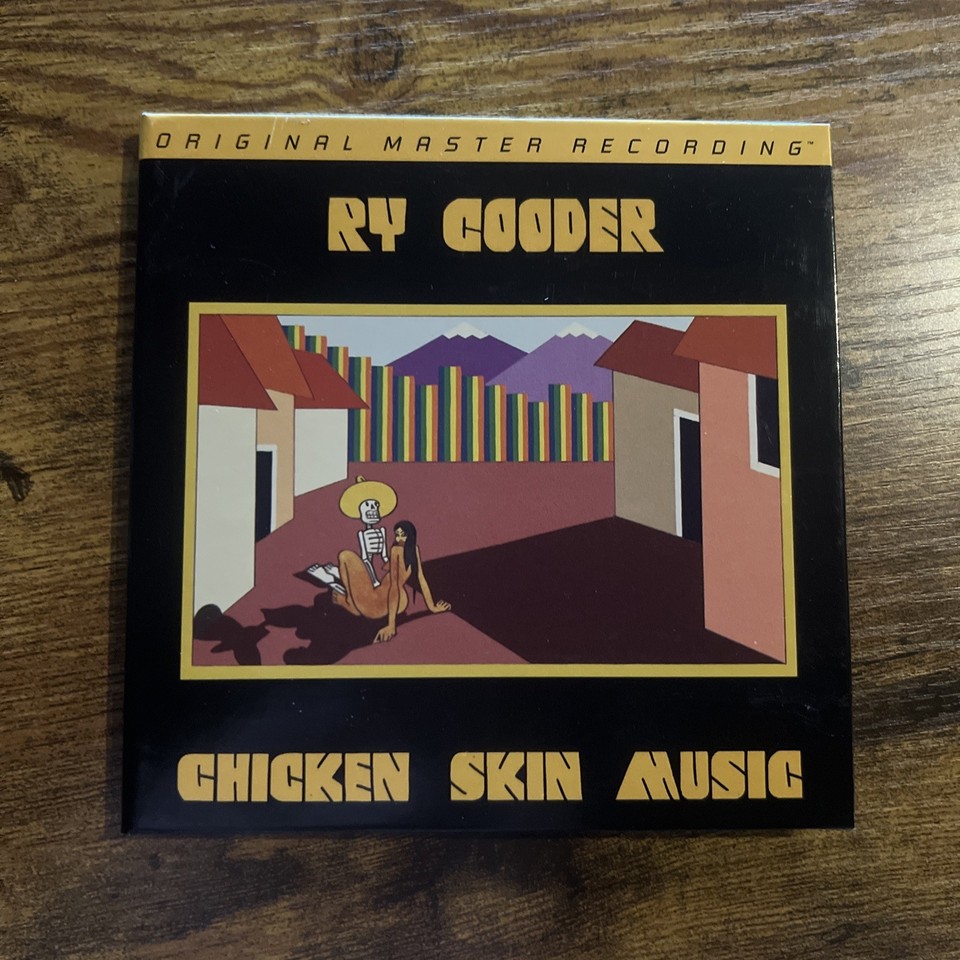 ORIGINAL MASTER RECORDING™
RY COODER
CHICKEN SKIN MUSIC